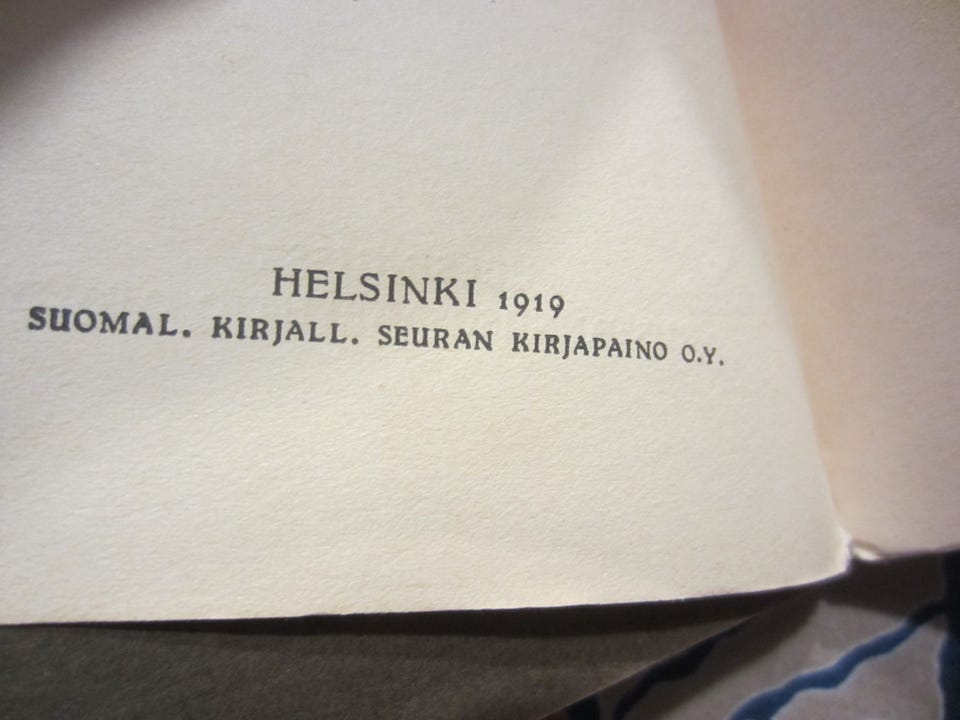 HELSINKI 1919
SUOMAL. KIRJALL. SEURAN KIRJAPAINO O.Y.